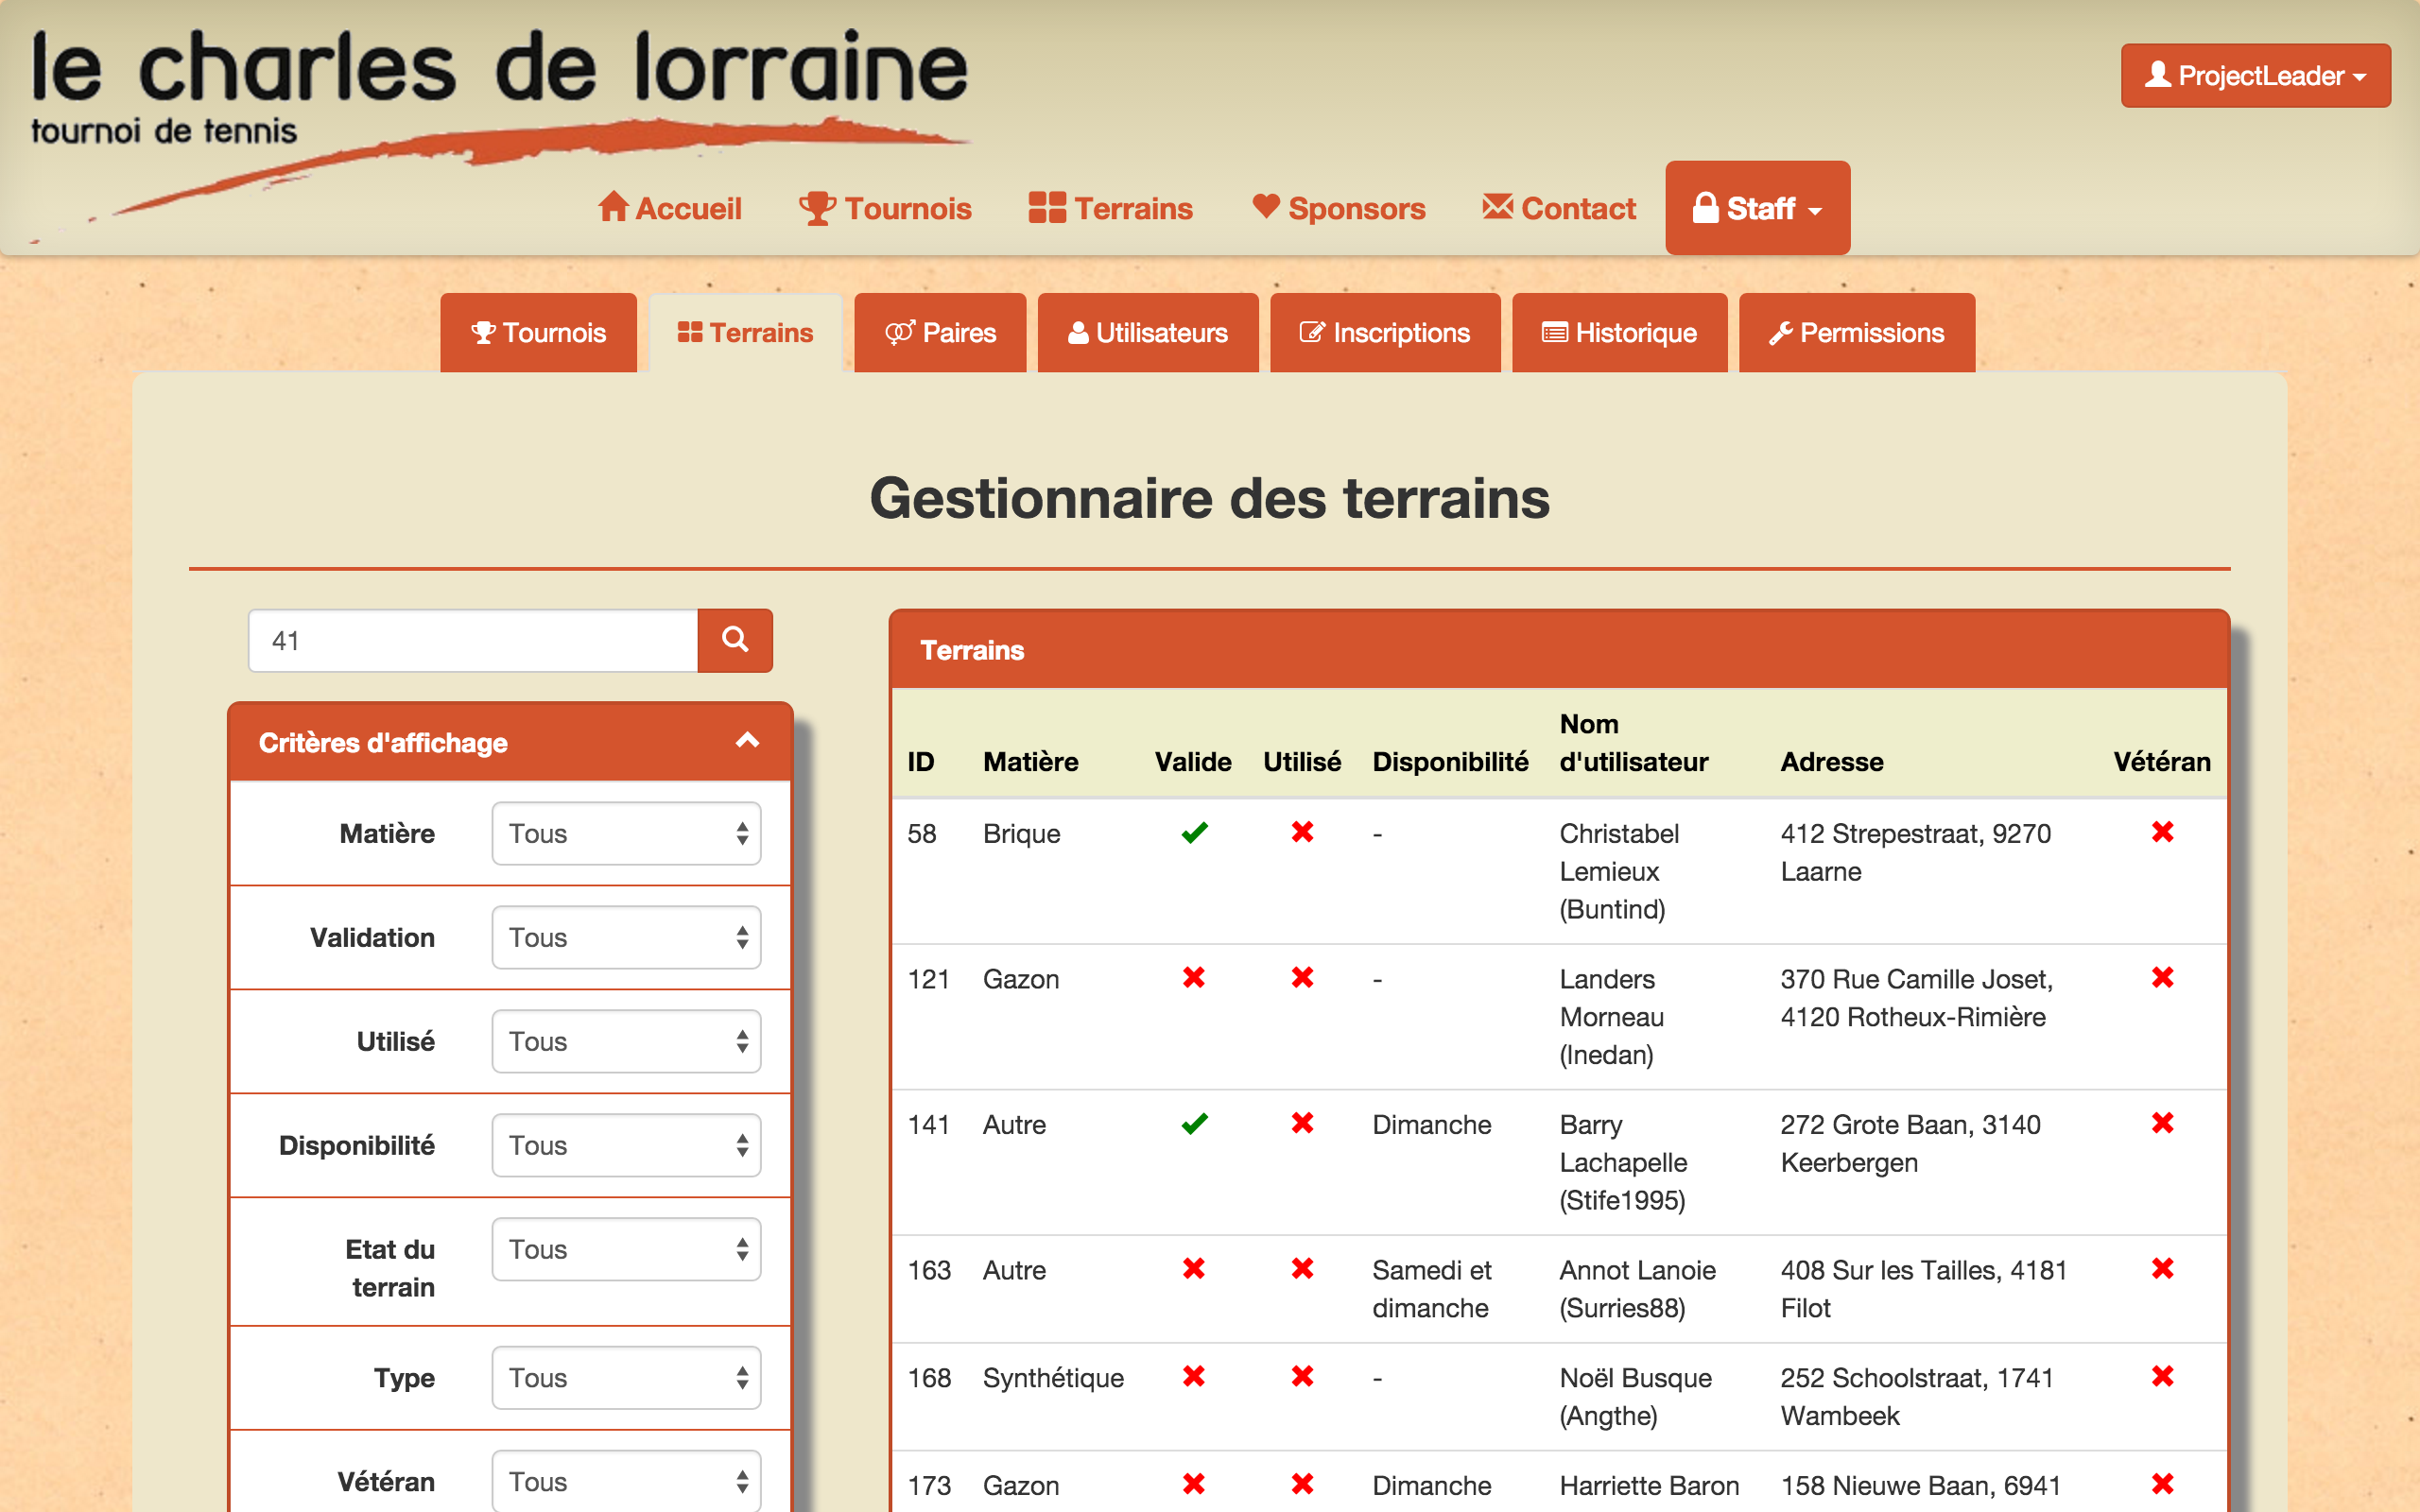 le charles de lorraine
tournoi de tennis
ProjectLeader
Accueil
Tournois
Terrains
Sponsors
Contact
Staff
Tournois
Terrains
Paires
Utilisateurs
Inscriptions
Historique
Permissions
Gestionnaire des terrains
41
Critères d'affichage
Matière
Tous
Validation
Tous
Utilisé
Tous
Disponibilité
Tous
Etat du
terrain
Tous
Type
Tous
Vétéran
Tous
Terrains
ID
Matière
Valide
Utilisé
Disponibilité
Nom
d'utilisateur
Adresse
Vétéran
58
Brique
-
Christabel
Lemieux
(Buntind)
412 Strepestraat, 9270
Laarne
121
Gazon
-
Landers
Morneau
(Inedan)
370 Rue Camille Joset,
4120 Rotheux-Rimière
141
Autre
Dimanche
Barry
Lachapelle
(Stife1995)
272 Grote Baan, 3140
Keerbergen
163
Autre
Samedi et
dimanche
Annot Lanoie
(Surries88)
408 Sur les Tailles, 4181
Filot
168
Synthétique
-
Noël Busque
(Angthe)
252 Schoolstraat, 1741
Wambeek
173
Gazon
Dimanche
Harriette Baron
158 Nieuwe Baan, 6941